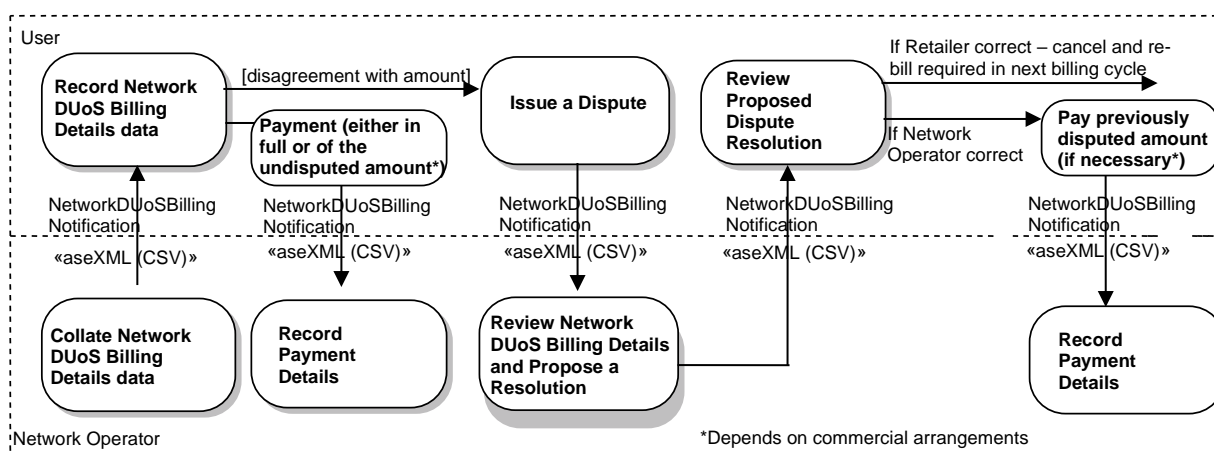 User
Record Network
DUoS Billing
Details data
[disagreement with amount]
Payment (either in
full or of the
undisputed amount*)
Issue a Dispute
Review
Proposed
Dispute
Resolution
If Retailer correct – cancel and re-
bill required in next billing cycle
If Network
Operator correct
Pay previously
disputed amount
(if necessary*)
NetworkDUoSBilling
Notification
«aseXML (CSV)»
NetworkDUoSBilling
Notification
«aseXML (CSV)»
NetworkDUoSBilling
Notification
«aseXML (CSV)»
NetworkDUoSBilling
Notification
«aseXML (CSV)»
NetworkDUoSBilling
Notification
«aseXML (CSV)»
Collate Network
DUoS Billing
Details data
Record
Payment
Details
Review Network
DUoS Billing Details
and Propose a
Resolution
Record
Payment
Details
Network Operator
*Depends on commercial arrangements